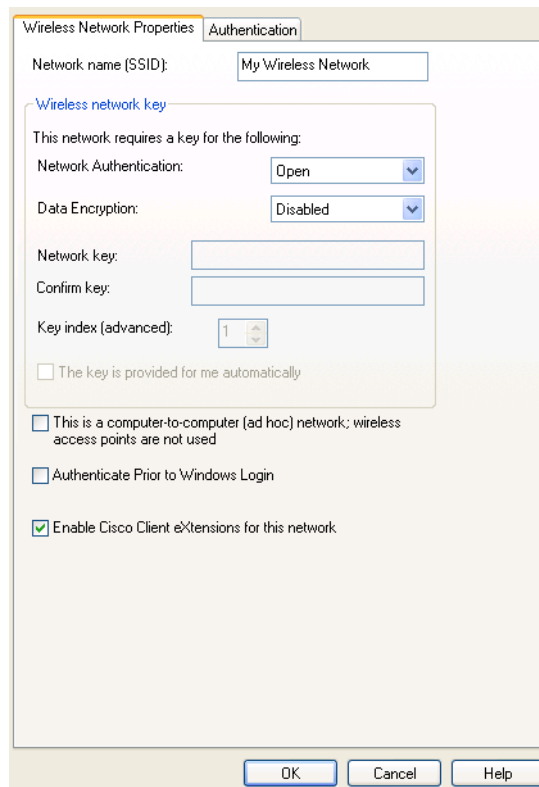 Wireless Network Properties Authentication
Network name (SSID): My Wireless Network
Wireless network key
This network requires a key for the following:
Network Authentication: Open
Data Encryption: Disabled
Network key:
Confirm key:
Key index (advanced): 1
The key is provided for me automatically
This is a computer-to-computer (ad hoc) network; wireless
access points are not used
Authenticate Prior to Windows Login
Enable Cisco Client eXtensions for this network
OK Cancel Help